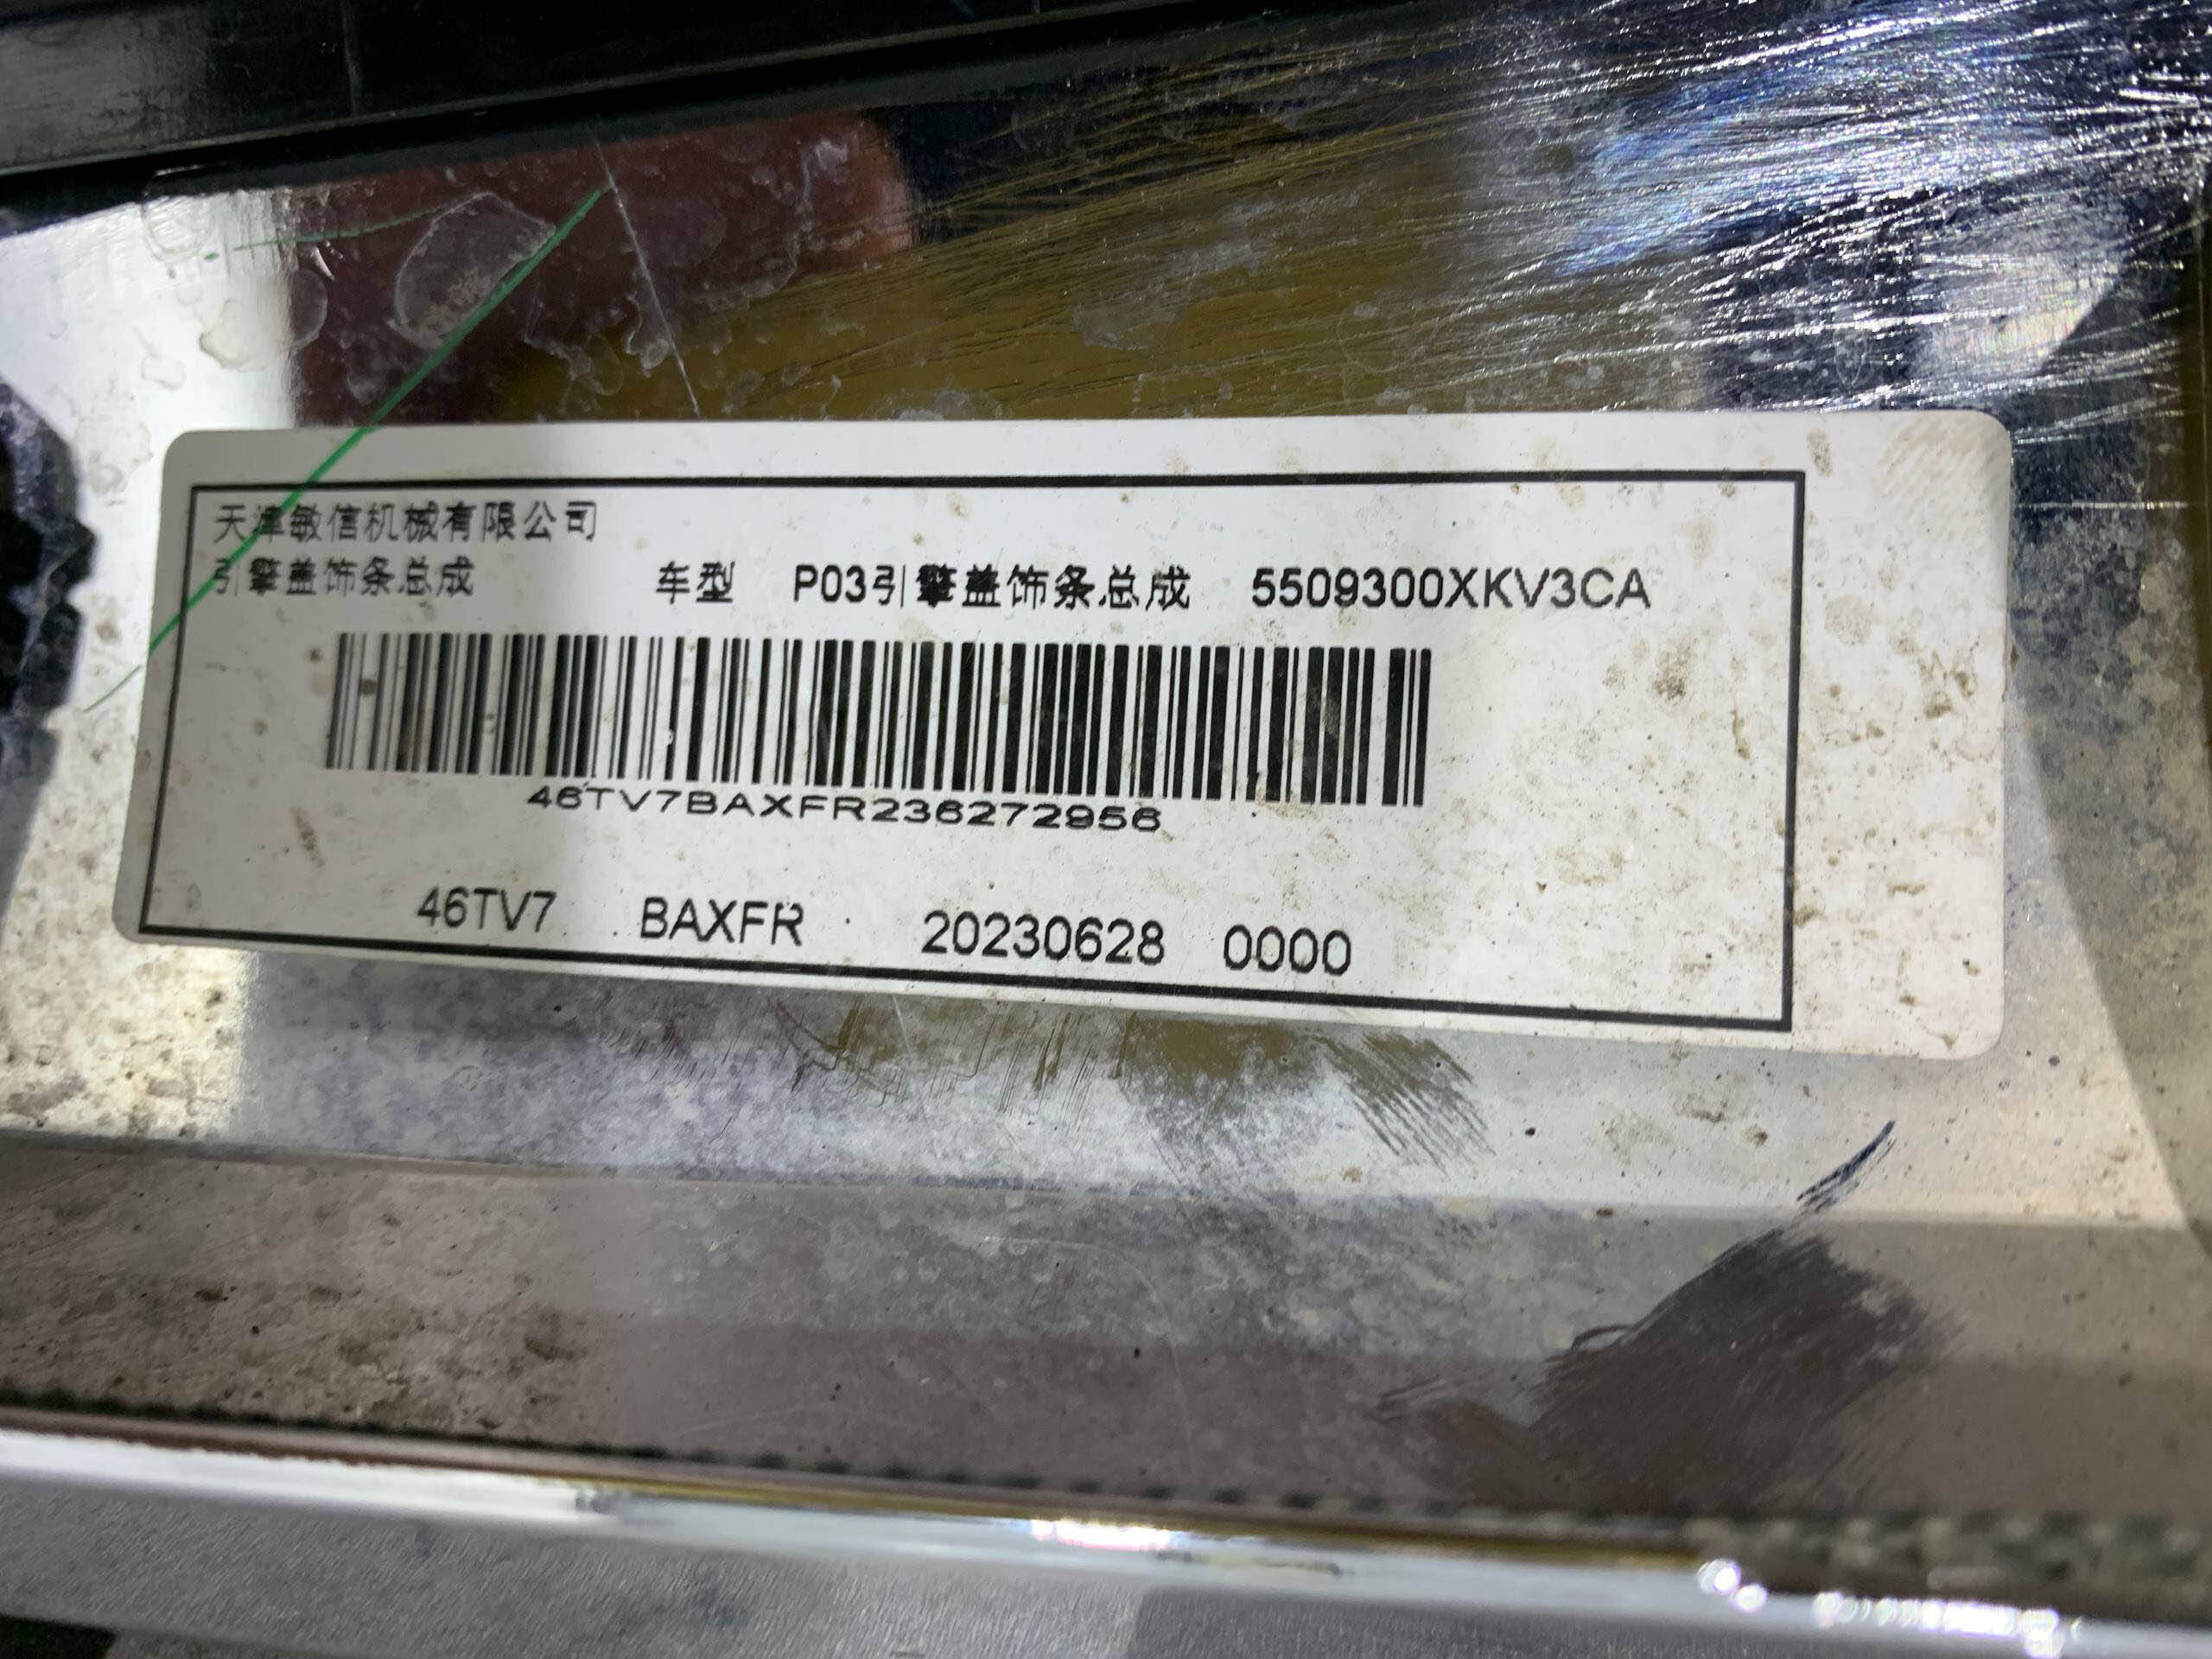 天津敏信机械有限公司
引擎盖饰条总成 车型 P03引擎盖饰条总成 5509300XKV3CA
46TV7BAXFR236272956
46TV7 BAXFR 20230628 0000